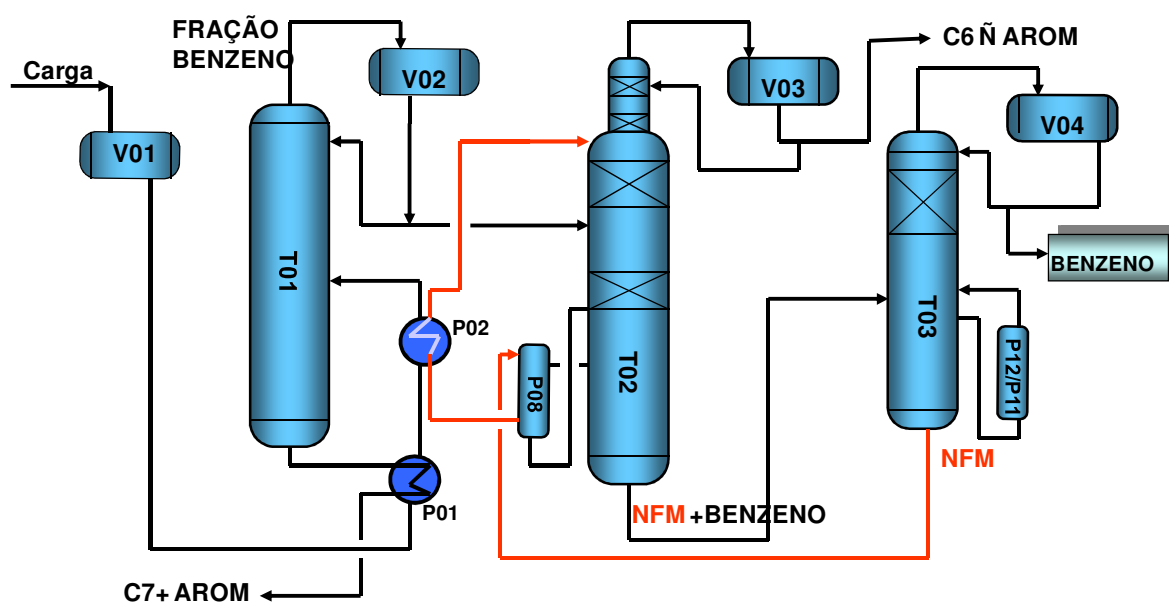 FRAÇÃO
BENZENO
C6 Ñ AROM
Carga
V01
V02
V03
V04
T01
P02
P08
T02
BENZENO
T03
P12/P11
P01
NFM +BENZENO
NFM
C7+ AROM